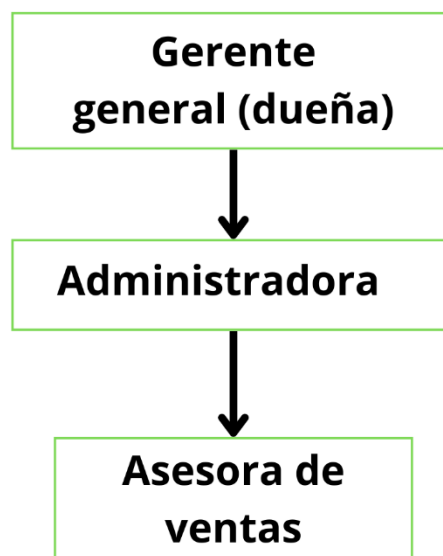 Gerente
general (dueña)
Administradora
Asesora de
ventas